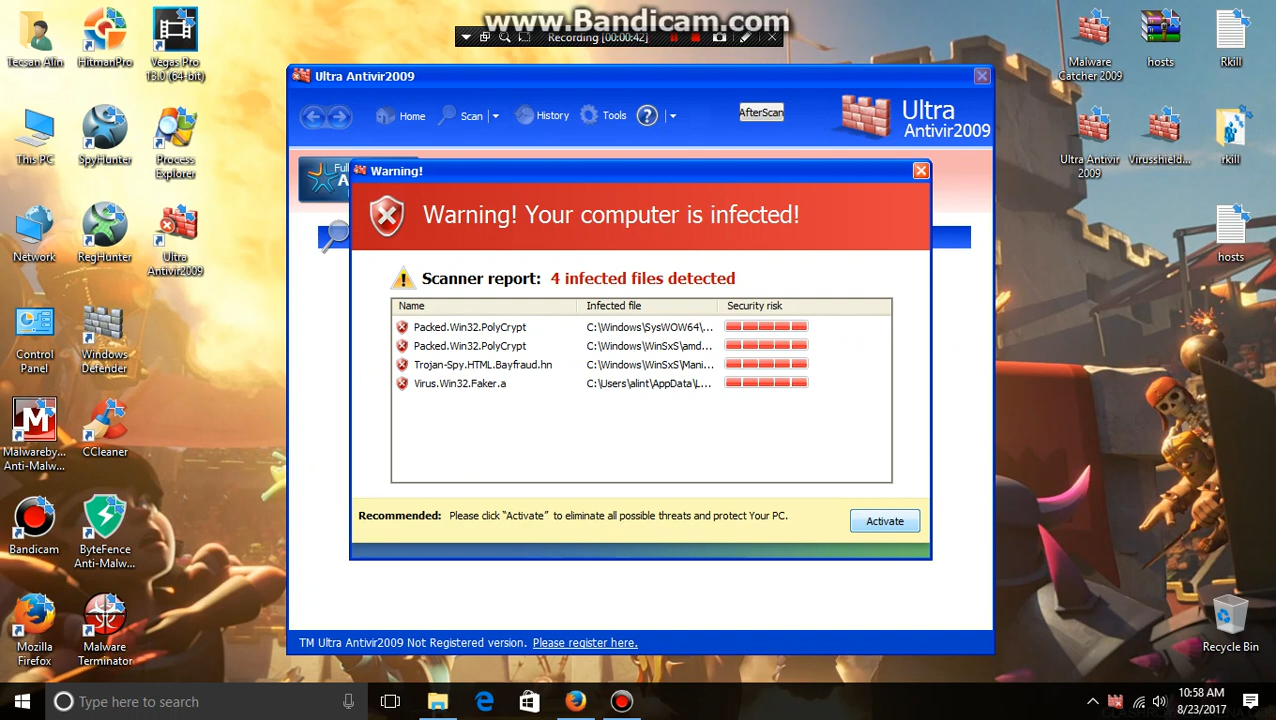 www.Bandicam.com
Recording [00:00:42]
Tecsan Alin
HitmanPro
Vegas Pro
13.0 (64-bit)
Malware
Catcher 2009
hosts
Rkill
Ultra Antivir2009
Home
Scan
History
Tools
?
AfterScan
Ultra
Antivir2009
This PC
SpyHunter
Process
Explorer
Ultra Antivir
2009
Virusshield...
rkill
Full
A
Warning!
Warning! Your computer is infected!
Network
RegHunter
Ultra
Antivir2009
hosts
Scanner report: 4 infected files detected
Name Infected file Security risk
Packed.Win32.PolyCrypt C:\Windows\SysWOW64\...
Packed.Win32.PolyCrypt C:\Windows\WinSxS\amd...
Trojan-Spy.HTML.Bayfraud.hn C:\Windows\WinSxS\Mani...
Virus.Win32.Faker.a C:\Users\alint\AppData\L...
Control
Panel
Windows
Defender
Malwareby...
Anti-Malw...
CCleaner
Recommended: Please click "Activate" to eliminate all possible threats and protect Your PC.
Activate
Bandicam
ByteFence
Anti-Malw...
Mozilla
Firefox
Malware
Terminator
Recycle Bin
TM Ultra Antivir2009 Not Registered version. Please register here.
Type here to search
10:58 AM
8/23/2017